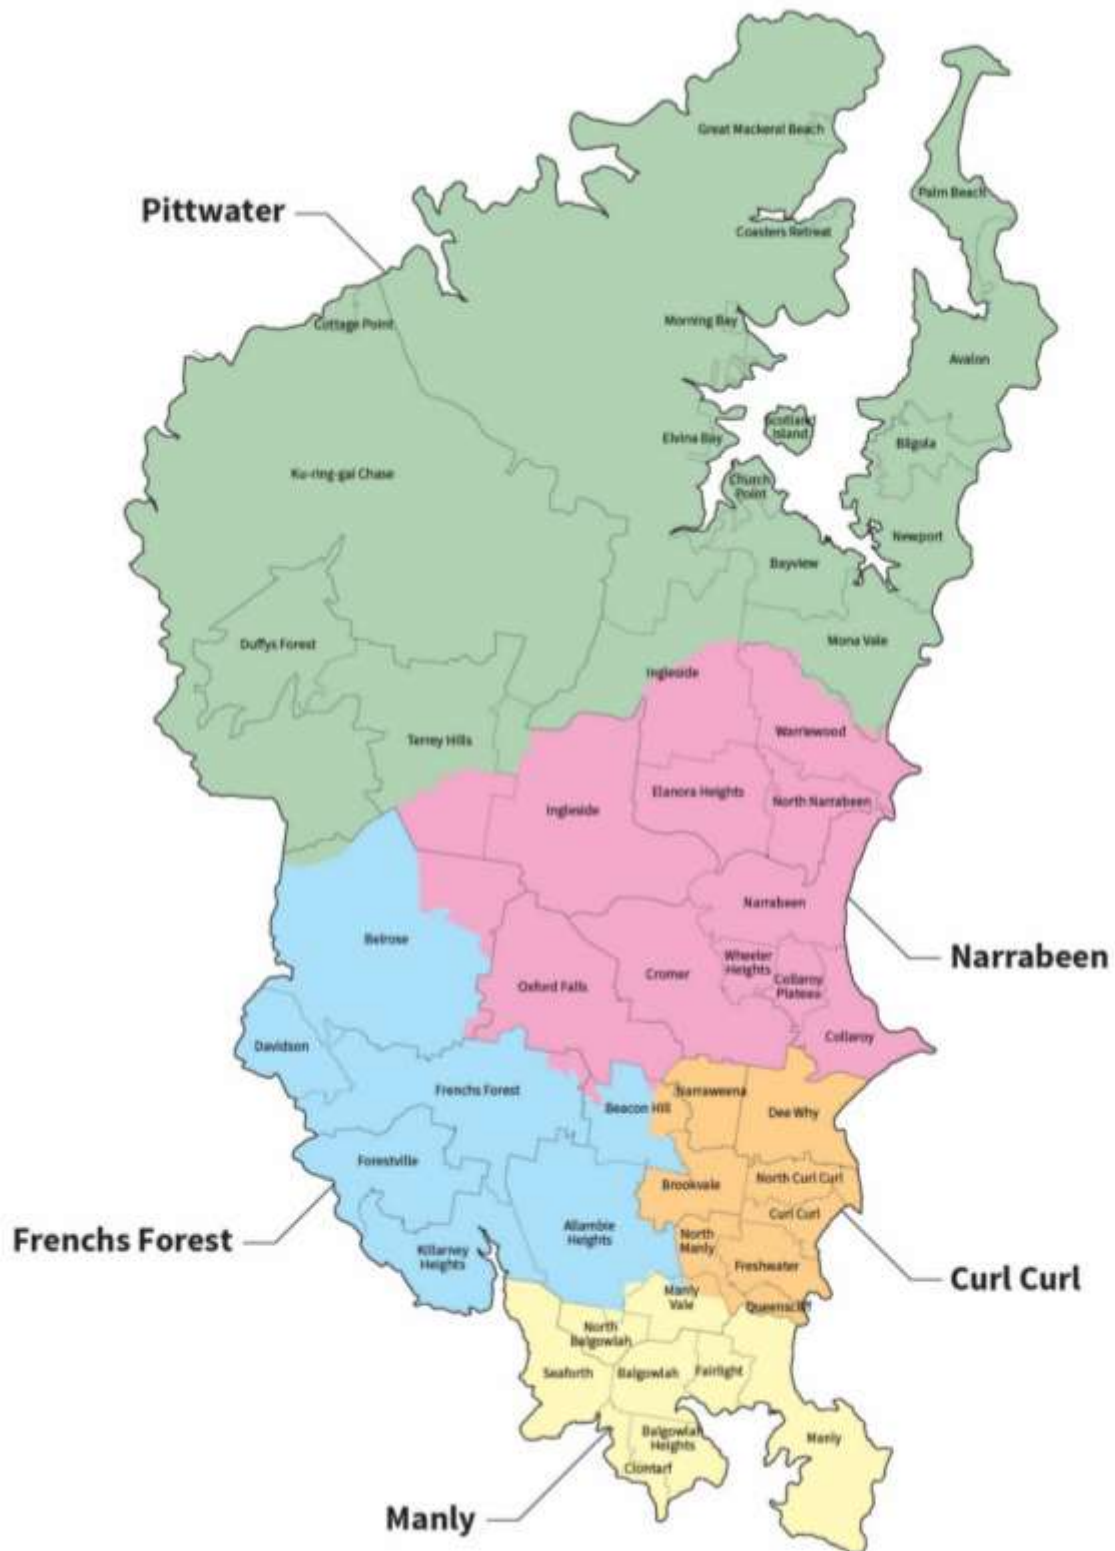 Great Mackeral Beach
Pittwater
Palm Beach
Coasters Retreat
Cottage Point
Morning Bay
Avalon
Scotland
Island
Elvina Bay
Bilgola
Ku-ring-gai Chase
Church
Point
Newport
Bayview
Duffys Forest
Mona Vale
Ingleside
Terrey Hills
Warriewood
Elanora Heights
North Narrabeen
Ingleside
Narrabeen
Belrose
Narrabeen
Wheeler
Heights
Cromer
Collaroy
Plateau
Oxford Falls
Collaroy
Davidson
Frenchs Forest
Narraweena
Beacon Hill
Dee Why
Forestville
North Curl Curl
Brookvale
Curl Curl
Allambie
Heights
North
Manly
Frenchs Forest
Killarney
Heights
Freshwater
Curl Curl
Manly
Vale
Queenscliff
North
Balgowlah
Seaforth
Balgowlah
Fairlight
Balgowlah
Heights
Manly
Clontarf
Manly